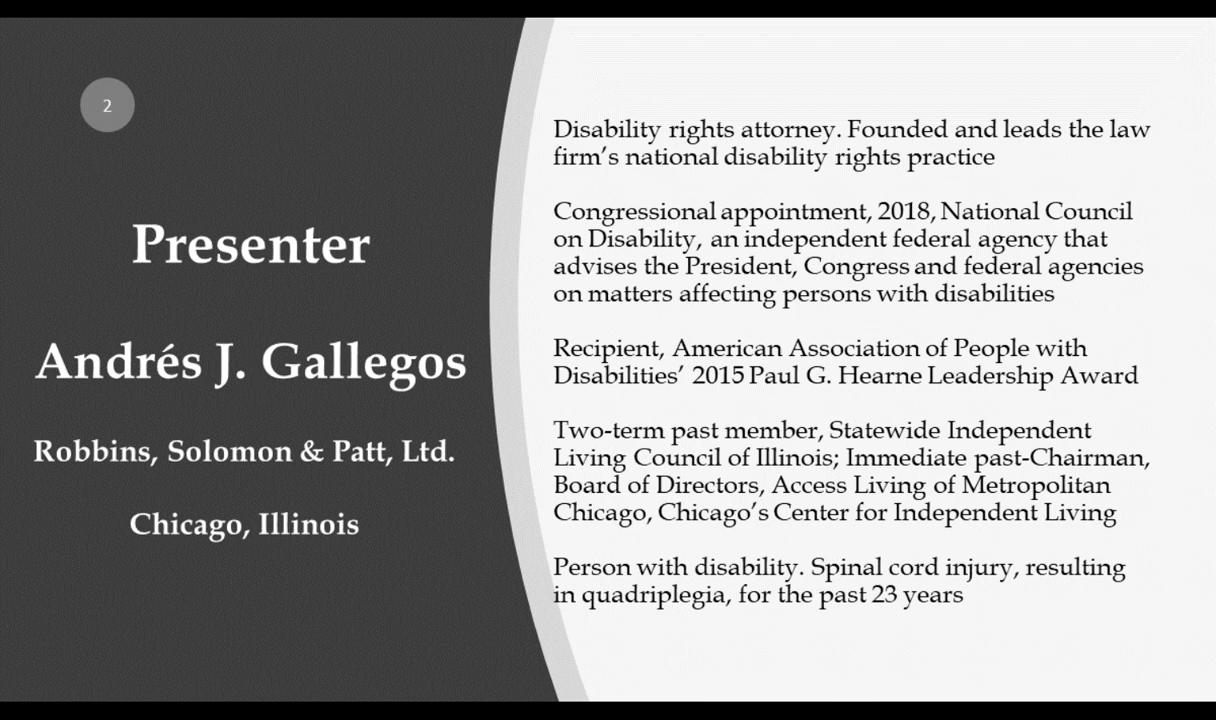 2
Presenter
Andrés J. Gallegos
Robbins, Solomon & Patt, Ltd.
Chicago, Illinois
Disability rights attorney. Founded and leads the law
firm’s national disability rights practice
Congressional appointment, 2018, National Council
on Disability, an independent federal agency that
advises the President, Congress and federal agencies
on matters affecting persons with disabilities
Recipient, American Association of People with
Disabilities’ 2015 Paul G. Hearne Leadership Award
Two-term past member, Statewide Independent
Living Council of Illinois; Immediate past-Chairman,
Board of Directors, Access Living of Metropolitan
Chicago, Chicago’s Center for Independent Living
Person with disability. Spinal cord injury, resulting
in quadriplegia, for the past 23 years